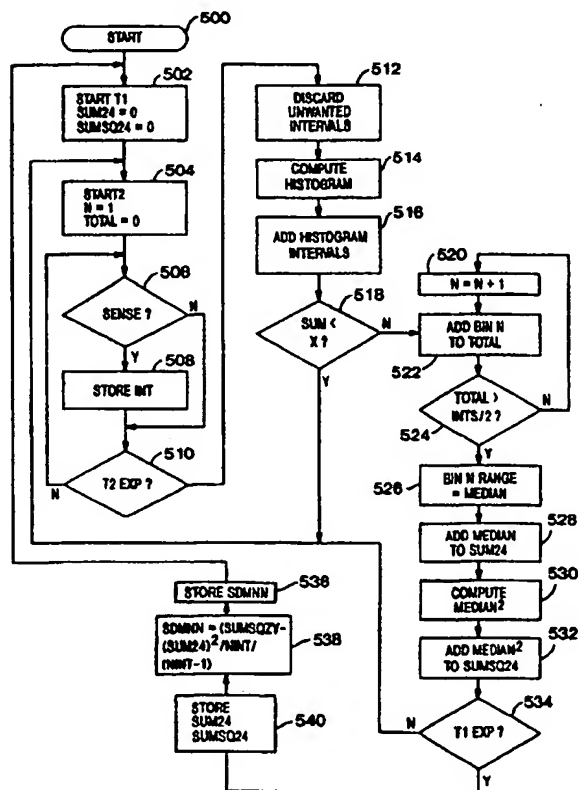 START
500
502
START T1
SUM24 = 0
SUMSQ24 = 0
504
START2
N = 1
TOTAL = 0
508
SENSE ?
N
Y
508
STORE INT
510
T2 EXP ?
N
Y
512
DISCARD
UNWANTED
INTERVALS
514
COMPUTE
HISTOGRAM
516
ADD HISTOGRAM
INTERVALS
518
SUM <
X ?
N
Y
520
N = N + 1
ADD BIN N
TO TOTAL
522
TOTAL >
INTS/2 ?
N
524
Y
526
BIN N RANGE
= MEDIAN
528
ADD MEDIAN
TO SUM24
530
COMPUTE
MEDIAN²
532
ADD MEDIAN²
TO SUMSQ24
534
T1 EXP ?
N
Y
STORE SDMNN
536
SDMNN = (SUMSQZY-
(SUM24)²/NINT/
(NINT-1)
538
STORE
SUM24
SUMSQ24
540